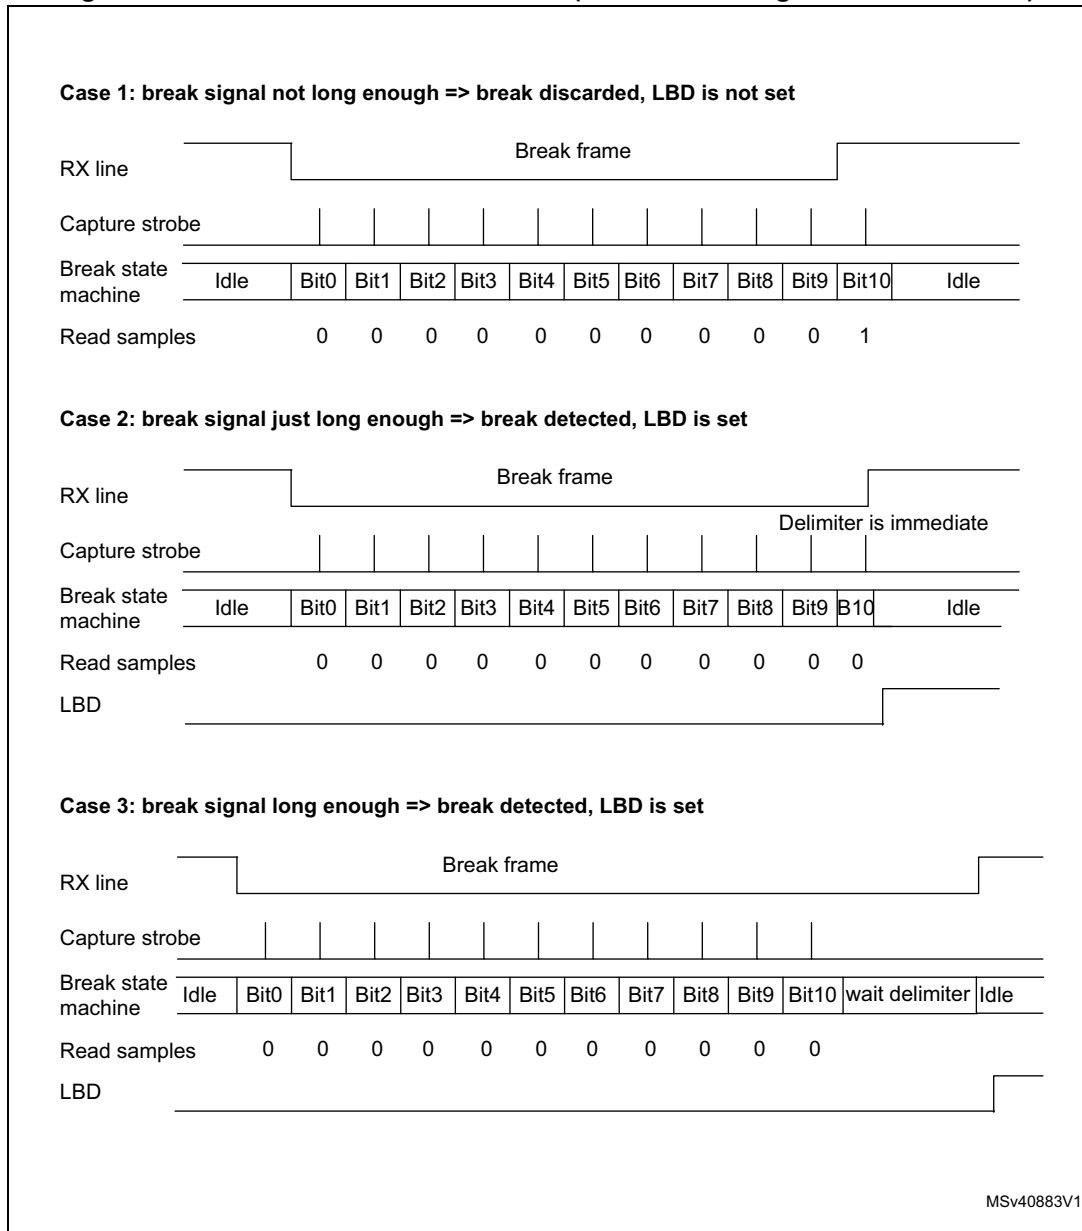 Case 1: break signal not long enough => break discarded, LBD is not set
Break frame
RX line
Capture strobe
Break state machine Idle Bit0 Bit1 Bit2 Bit3 Bit4 Bit5 Bit6 Bit7 Bit8 Bit9 Bit10 Idle
Read samples 0 0 0 0 0 0 0 0 0 0 1
Case 2: break signal just long enough => break detected, LBD is set
Break frame
RX line
Delimiter is immediate
Capture strobe
Break state machine Idle Bit0 Bit1 Bit2 Bit3 Bit4 Bit5 Bit6 Bit7 Bit8 Bit9 B10 Idle
Read samples 0 0 0 0 0 0 0 0 0 0 0
LBD
Case 3: break signal long enough => break detected, LBD is set
Break frame
RX line
Capture strobe
Break state machine Idle Bit0 Bit1 Bit2 Bit3 Bit4 Bit5 Bit6 Bit7 Bit8 Bit9 Bit10 wait delimiter Idle
Read samples 0 0 0 0 0 0 0 0 0 0 0
LBD
MSv40883V1